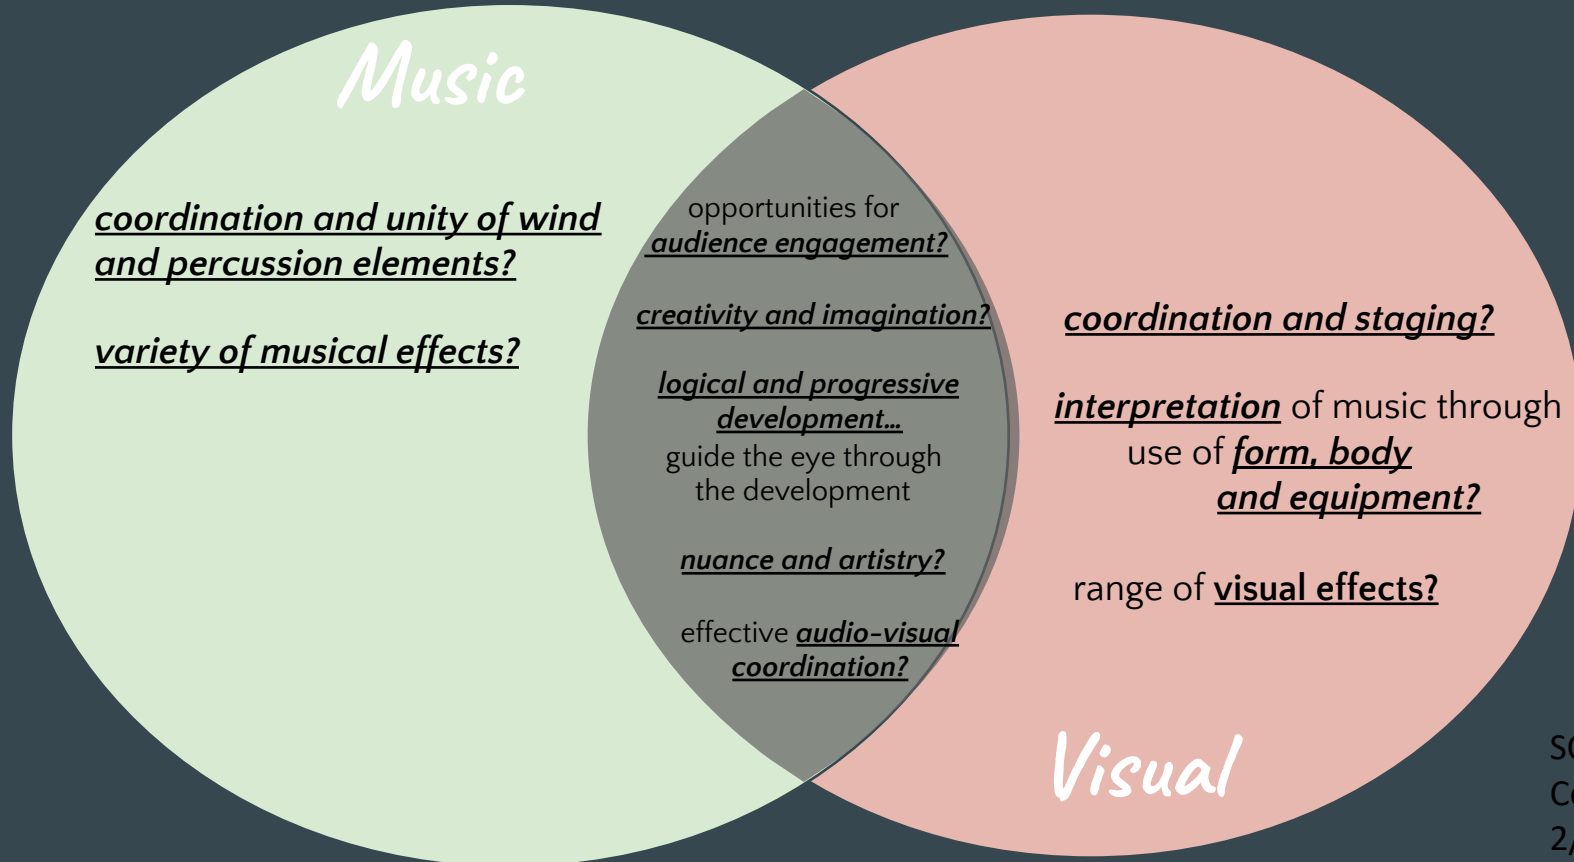 Music
coordination and unity of wind
and percussion elements?
variety of musical effects?
opportunities for
audience engagement?
creativity and imagination?
logical and progressive
development...
guide the eye through
the development
nuance and artistry?
effective audio-visual
coordination?
coordination and staging?
interpretation of music through
use of form, body
and equipment?
range of visual effects?
Visual
2/